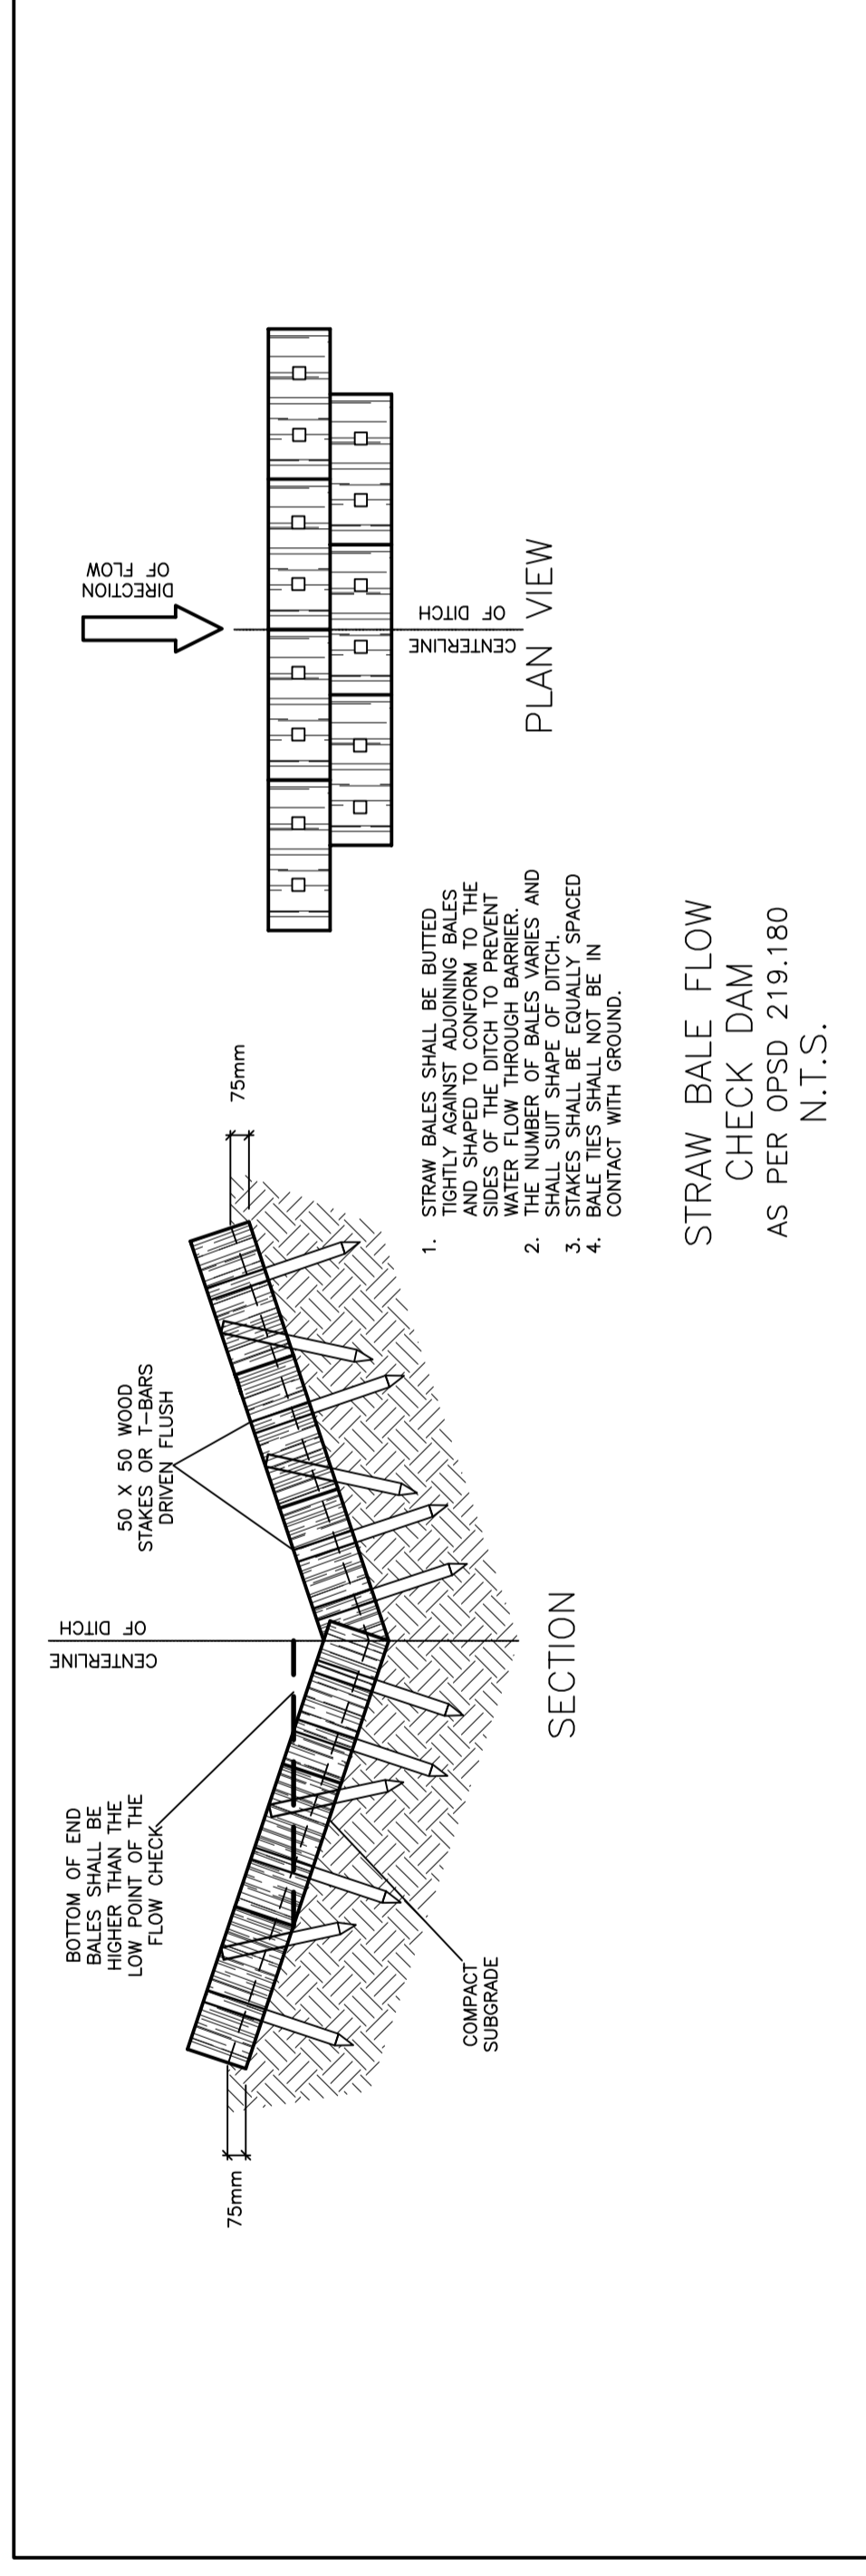 BOTTOM OF END
BALES SHALL BE
HIGHER THAN THE
LOW POINT OF THE
FLOW CHECK
CENTERLINE
OF DITCH
50 X 50 WOOD
STAKES OR T-BARS
DRIVEN FLUSH
75mm
75mm
COMPACT
SUBGRADE
SECTION
DIRECTION
OF FLOW
CENTERLINE
OF DITCH
PLAN VIEW
1. STRAW BALES SHALL BE BUTTED
TIGHTLY AGAINST ADJOINING BALES
AND SHAPED TO CONFORM TO THE
SIDES OF THE DITCH TO PREVENT
WATER FLOW THROUGH BARRIER.
2. THE NUMBER OF BALES VARIES AND
SHALL SUIT SHAPE OF DITCH.
3. STAKES SHALL BE EQUALLY SPACED
4. BALE TIES SHALL NOT BE IN
CONTACT WITH GROUND.
STRAW BALE FLOW
CHECK DAM
AS PER OPSD 219.180
N.T.S.